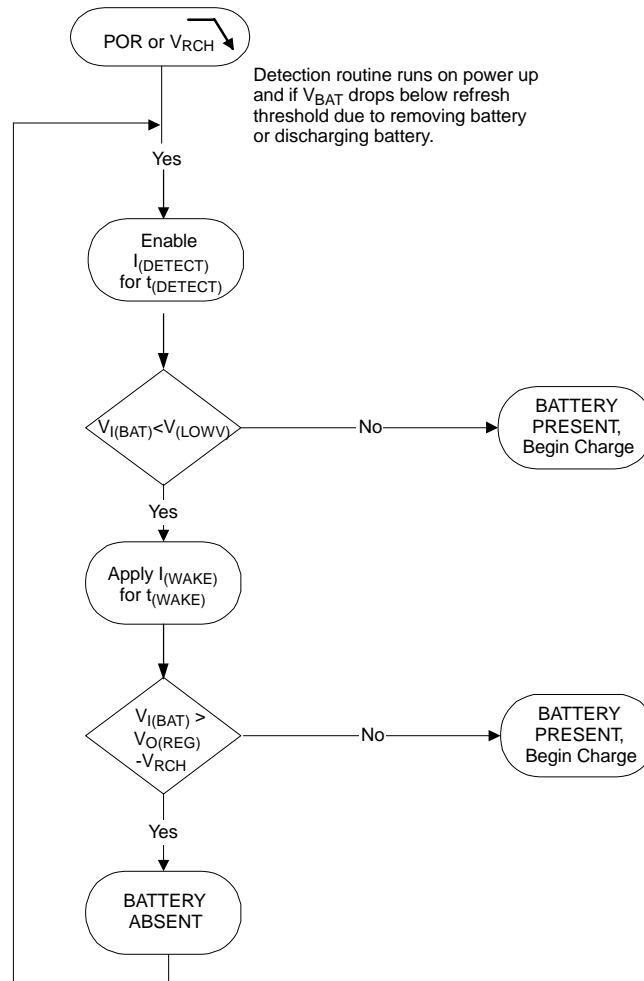 POR or VRCH
Detection routine runs on power up
and if VBAT drops below refresh
threshold due to removing battery
or discharging battery.
Yes
Enable
I(DETECT)
for t(DETECT)
VI(BAT)<V(LOWV)
No
BATTERY
PRESENT,
Begin Charge
Yes
Apply I(WAKE)
for t(WAKE)
VI(BAT) >
VO(REG)
-VRCH
No
BATTERY
PRESENT,
Begin Charge
Yes
BATTERY
ABSENT